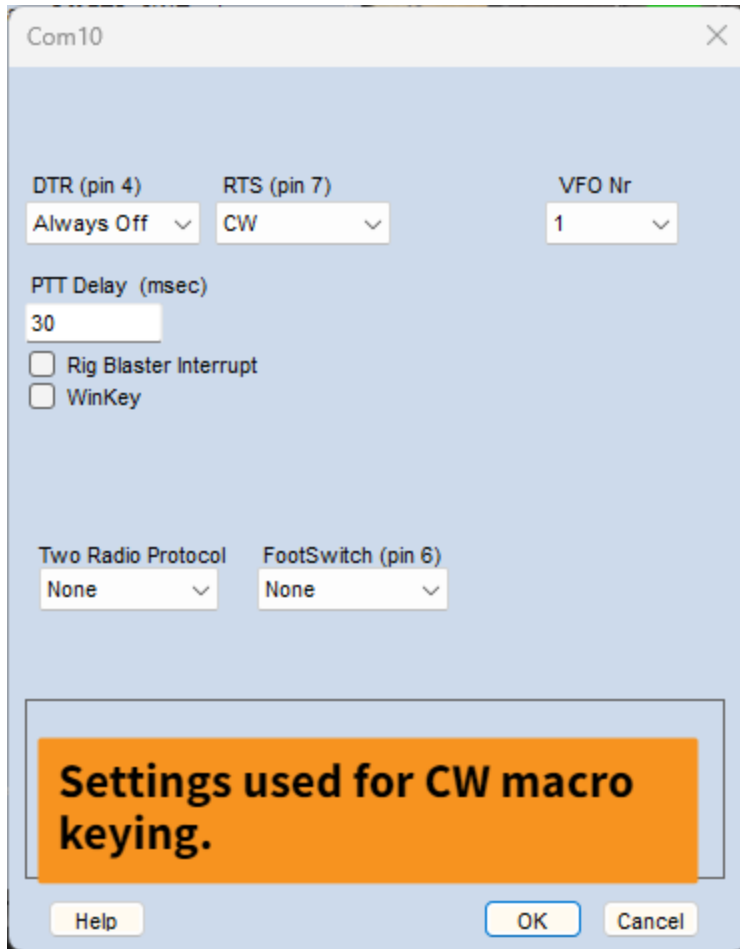 Com10
DTR (pin 4) RTS (pin 7) VFO Nr
Always Off CW 1
PTT Delay (msec)
30
Rig Blaster Interrupt
WinKey
Two Radio Protocol FootSwitch (pin 6)
None None
Settings used for CW macro
keying.
Help OK Cancel